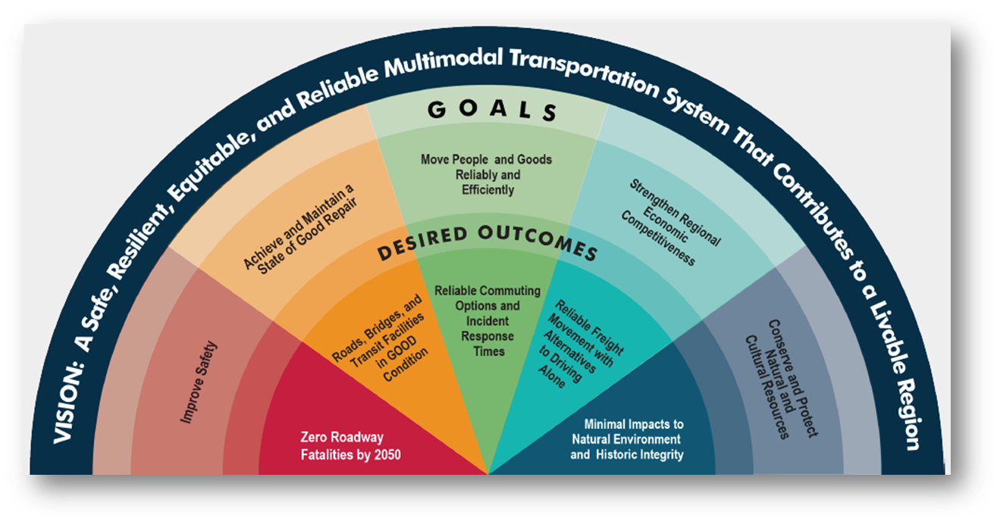 VISION: A Safe, Resilient, Equitable, and Reliable Multimodal Transportation System That Contributes to a Livable Region
GOALS
Improve Safety
Achieve and Maintain a
State of Good Repair
Move People and Goods
Reliably and
Efficiently
Strengthen Regional
Economic
Competitiveness
Conserve and Protect
Natural and
Cultural Resources
DESIRED OUTCOMES
Zero Roadway
Fatalities by 2050
Roads, Bridges, and
Transit Facilities
in GOOD
Condition
Reliable Commuting
Options and
Incident
Response
Times
Reliable Freight
Movement with
Alternatives
to Driving
Alone
Minimal Impacts to
Natural Environment
and Historic Integrity